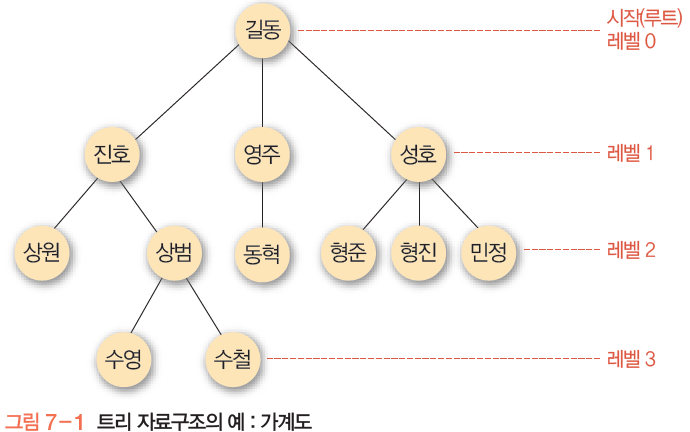 길동
시작(루트)
레벨 0
진호
영주
성호
레벨 1
상원
상범
동혁
형준
형진
민정
레벨 2
수영
수철
레벨 3
그림 7-1 트리 자료구조의 예 : 가계도